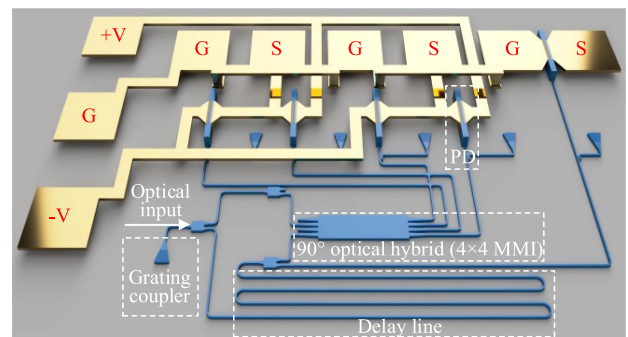 +V
G
S
G
S
G
S
G
PD
-V
Optical
input
90° optical hybrid (4×4 MMI)
Grating
coupler
Delay line